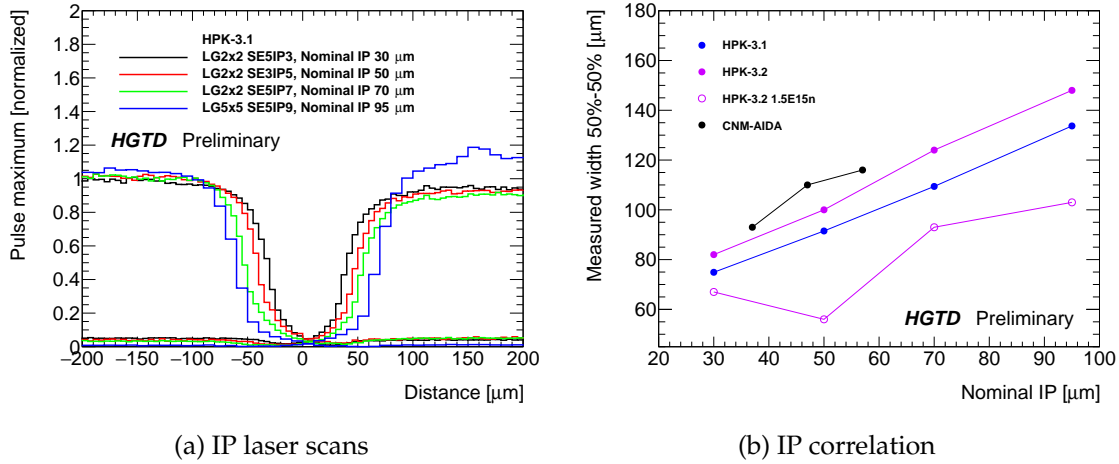 Pulse maximum [normalized]
2
1.8
1.6
1.4
1.2
1
0.8
0.6
0.4
0.2
0
HPK-3.1
LG2x2 SE5IP3, Nominal IP 30 μm
LG2x2 SE3IP5, Nominal IP 50 μm
LG2x2 SE5IP7, Nominal IP 70 μm
LG5x5 SE5IP9, Nominal IP 95 μm
HGTD Preliminary
−200 −150 −100 −50 0 50 100 150 200
Distance [μm]
(a) IP laser scans
Measured width 50%-50% [μm]
180
160
140
120
100
80
60
HPK-3.1
HPK-3.2
HPK-3.2 1.5E15n
CNM-AIDA
HGTD Preliminary
20 30 40 50 60 70 80 90 100
Nominal IP [μm]
(b) IP correlation